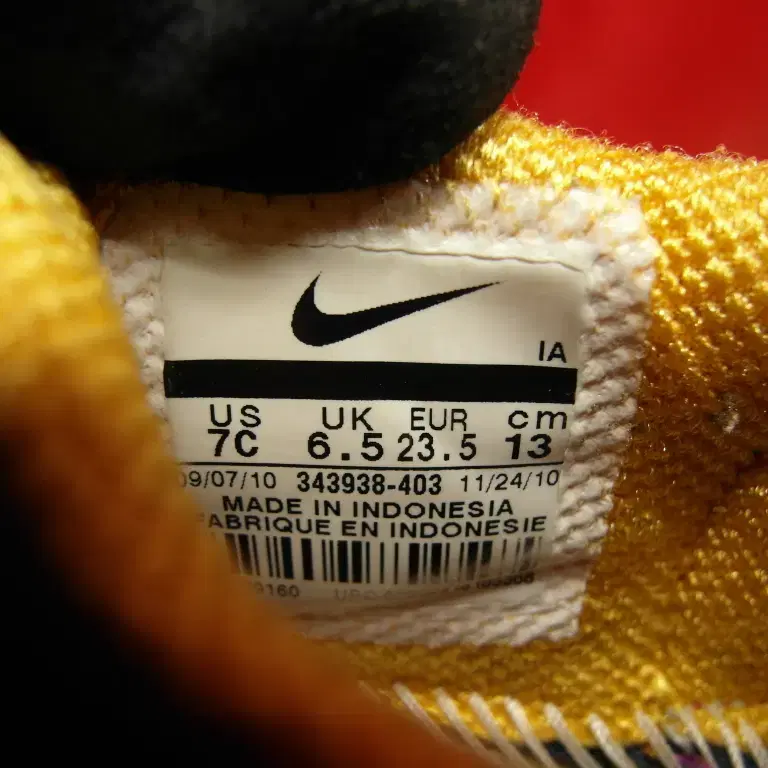 IA
US UK EUR cm
7C 6.5 23.5 13
09/07/10 343938-403 11/24/10
MADE IN INDONESIA
FABRIQUE EN INDONESIE